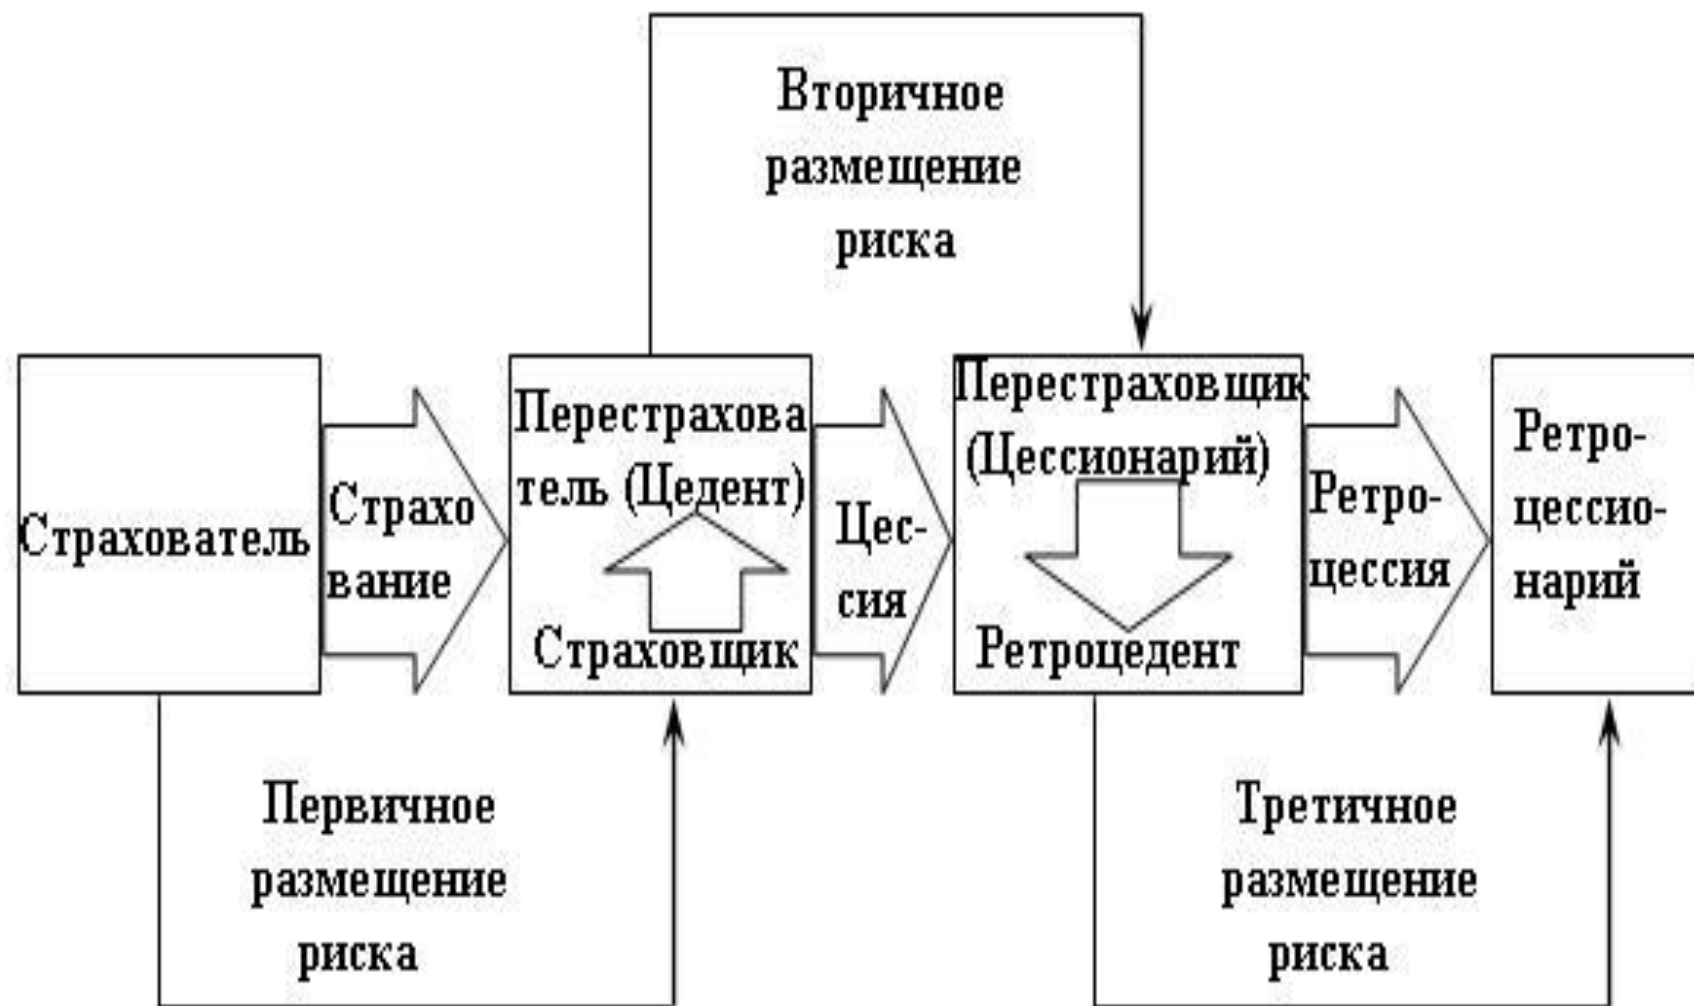 Вторичное
размещение
риска
Страхователь
Страхо
вание
Перестрахова
тель (Цедент)
Страховщик
Цес-
сия
Перестраховщик
(Цессионарий)
Ретроцедент
Ретро-
цессия
Ретро-
цессио-
нарий
Первичное
размещение
риска
Третичное
размещение
риска